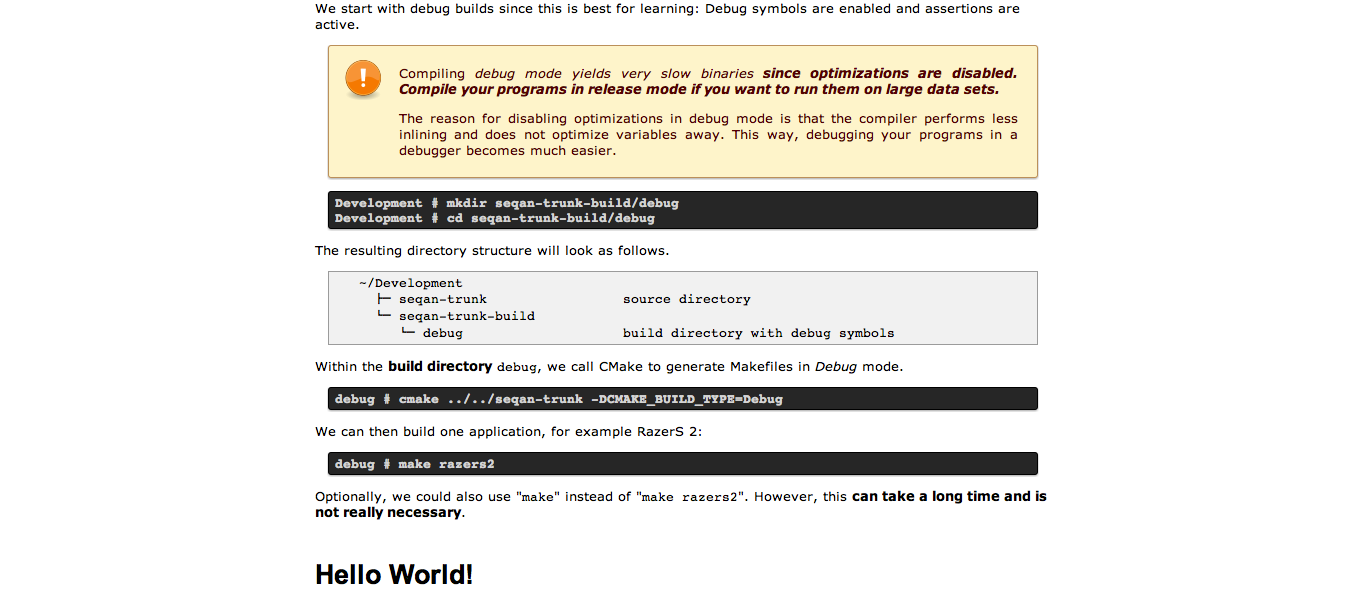 We start with debug builds since this is best for learning: Debug symbols are enabled and assertions are
active.
Compiling debug mode yields very slow binaries since optimizations are disabled.
Compile your programs in release mode if you want to run them on large data sets.
The reason for disabling optimizations in debug mode is that the compiler performs less
inlining and does not optimize variables away. This way, debugging your programs in a
debugger becomes much easier.
Development # mkdir seqan-trunk-build/debug
Development # cd seqan-trunk-build/debug
The resulting directory structure will look as follows.
~/Development
├─ seqan-trunk source directory
└─ seqan-trunk-build
└─ debug build directory with debug symbols
Within the build directory debug, we call CMake to generate Makefiles in Debug mode.
debug # cmake ../../seqan-trunk -DCMAKE_BUILD_TYPE=Debug
We can then build one application, for example RazerS 2:
debug # make razers2
Optionally, we could also use "make" instead of "make razers2". However, this can take a long time and is
not really necessary.
Hello World!